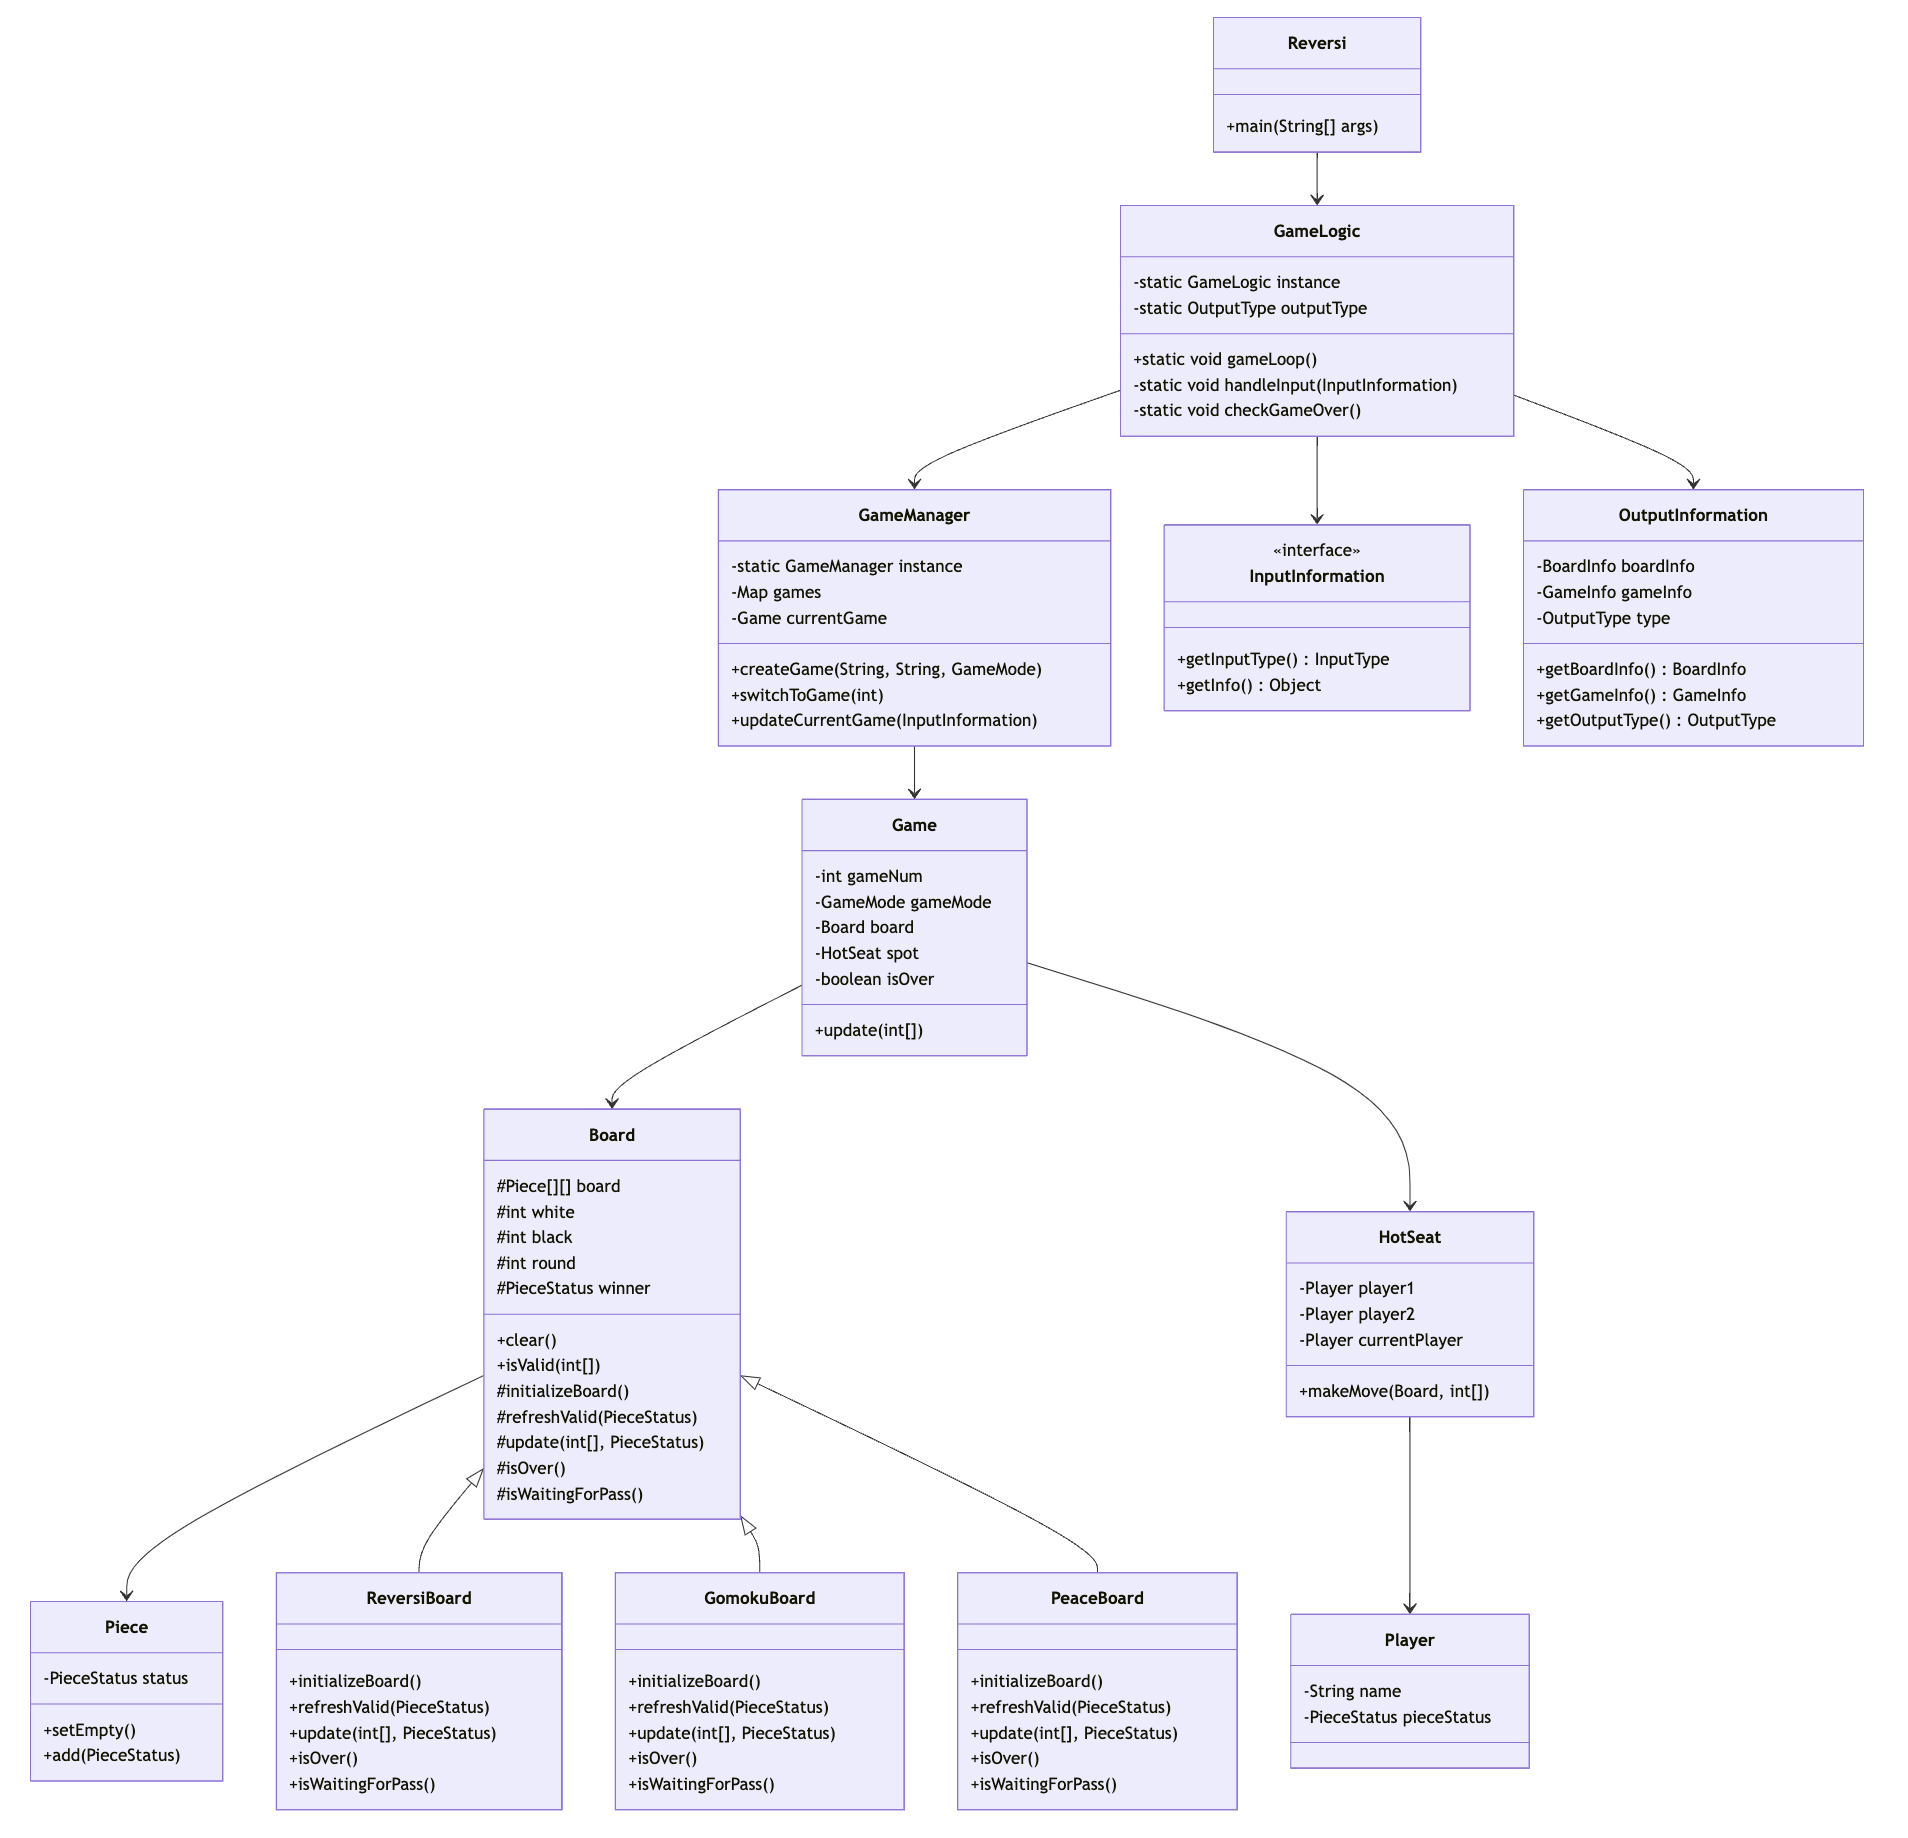 Reversi
+main(String[] args)
GameLogic
-static GameLogic instance
-static OutputType outputType
+static void gameLoop()
-static void handleInput(InputInformation)
-static void checkGameOver()
GameManager
-static GameManager instance
-Map games
-Game currentGame
+createGame(String, String, GameMode)
+switchToGame(int)
+updateCurrentGame(InputInformation)
«interface»
InputInformation
+getInputType() : InputType
+getInfo() : Object
OutputInformation
-BoardInfo boardInfo
-GameInfo gameInfo
-OutputType type
+getBoardInfo() : BoardInfo
+getGameInfo() : GameInfo
+getOutputType() : OutputType
Game
-int gameNum
-GameMode gameMode
-Board board
-HotSeat spot
-boolean isOver
+update(int[])
Board
#Piece[][] board
#int white
#int black
#int round
#PieceStatus winner
+clear()
+isValid(int[])
#initializeBoard()
#refreshValid(PieceStatus)
#update(int[], PieceStatus)
#isOver()
#isWaitingForPass()
HotSeat
-Player player1
-Player player2
-Player currentPlayer
+makeMove(Board, int[])
Piece
-PieceStatus status
+setEmpty()
+add(PieceStatus)
ReversiBoard
+initializeBoard()
+refreshValid(PieceStatus)
+update(int[], PieceStatus)
+isOver()
+isWaitingForPass()
GomokuBoard
+initializeBoard()
+refreshValid(PieceStatus)
+update(int[], PieceStatus)
+isOver()
+isWaitingForPass()
PeaceBoard
+initializeBoard()
+refreshValid(PieceStatus)
+update(int[], PieceStatus)
+isOver()
+isWaitingForPass()
Player
-String name
-PieceStatus pieceStatus